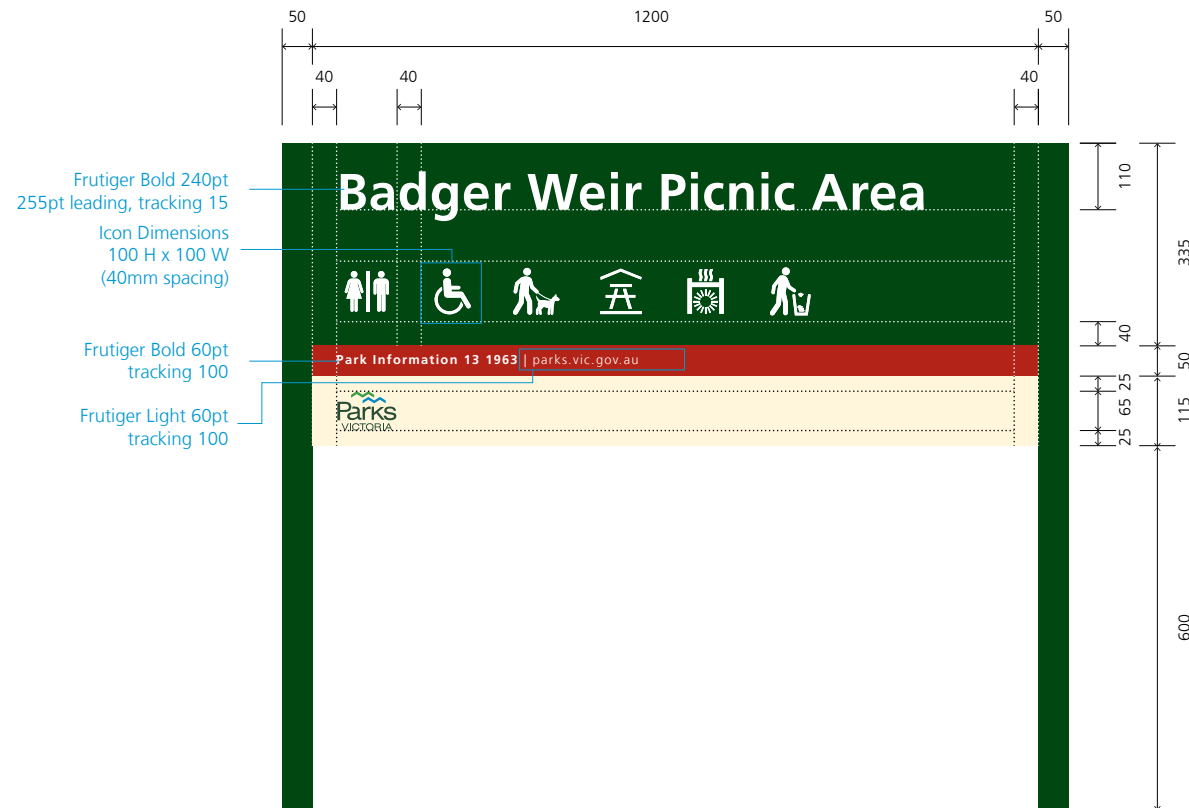 50 1200 50
40 40 40
Frutiger Bold 240pt
255pt leading, tracking 15
Badger Weir Picnic Area
110
335
Icon Dimensions
100 H x 100 W
(40mm spacing)
40
Frutiger Bold 60pt
tracking 100
Park Information 13 1963 | parks.vic.gov.au
50
25
65
25
115
Frutiger Light 60pt
tracking 100
Parks
VICTORIA
600